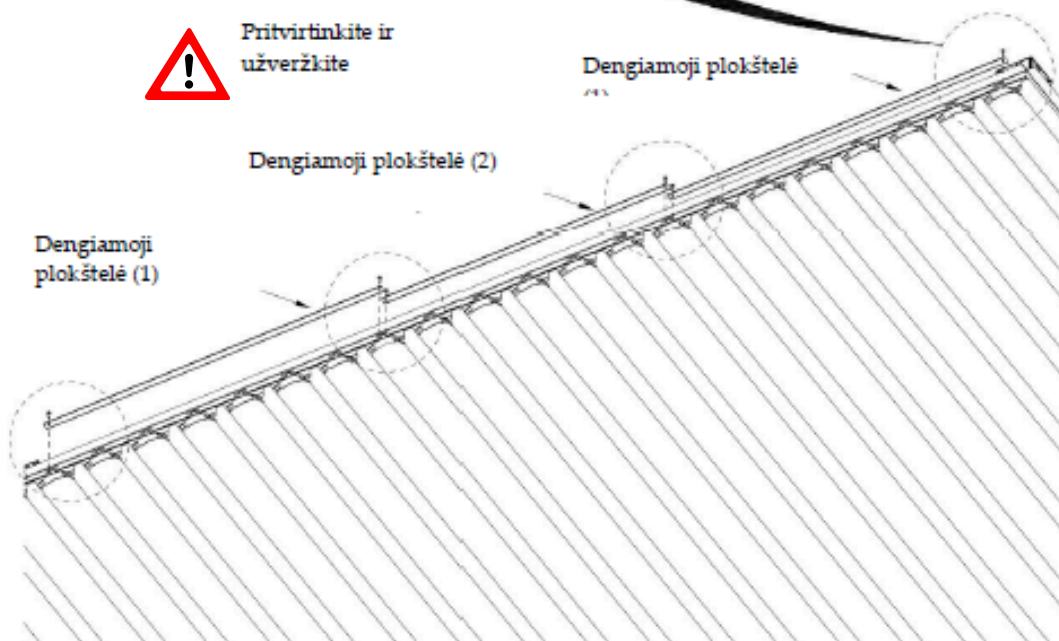 Pritvirtinkite ir
užveržkite
Dengiamoji plokštelė
Dengiamoji plokštelė (2)
Dengiamoji
plokštelė (1)